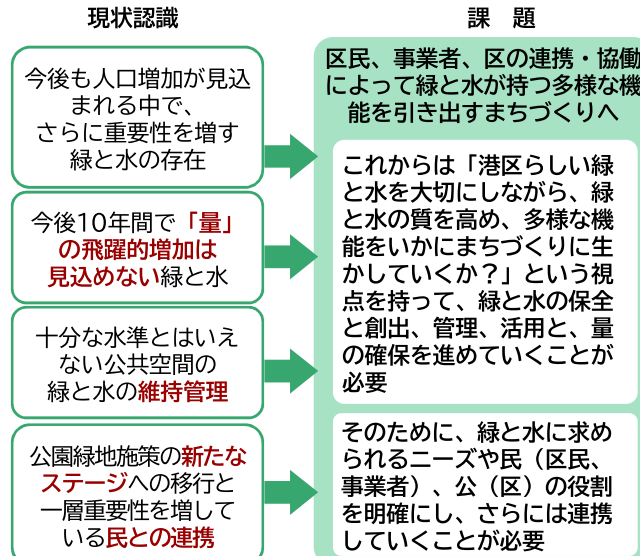 現状認識
今後も人口増加が見込
まれる中で、
さらに重要性を増す
緑と水の存在
今後10年間で「量」
の飛躍的増加は
見込めない緑と水
十分な水準とはいえ
ない公共空間の
緑と水の維持管理
公園緑地施策の新たな
ステージへの移行と
一層重要性を増して
いる民との連携
課　題
区民、事業者、区の連携・協働
によって緑と水が持つ多様な機
能を引き出すまちづくりへ
これからは「港区らしい緑
と水を大切にしながら、緑
と水の質を高め、多様な機
能をいかにまちづくりに生
かしていくか？」という視
点を持って、緑と水の保全
と創出、管理、活用と、量
の確保を進めていくことが
必要
そのために、緑と水に求め
られるニーズや民（区民、
事業者）、公（区）の役割
を明確にし、さらには連携
していくことが必要